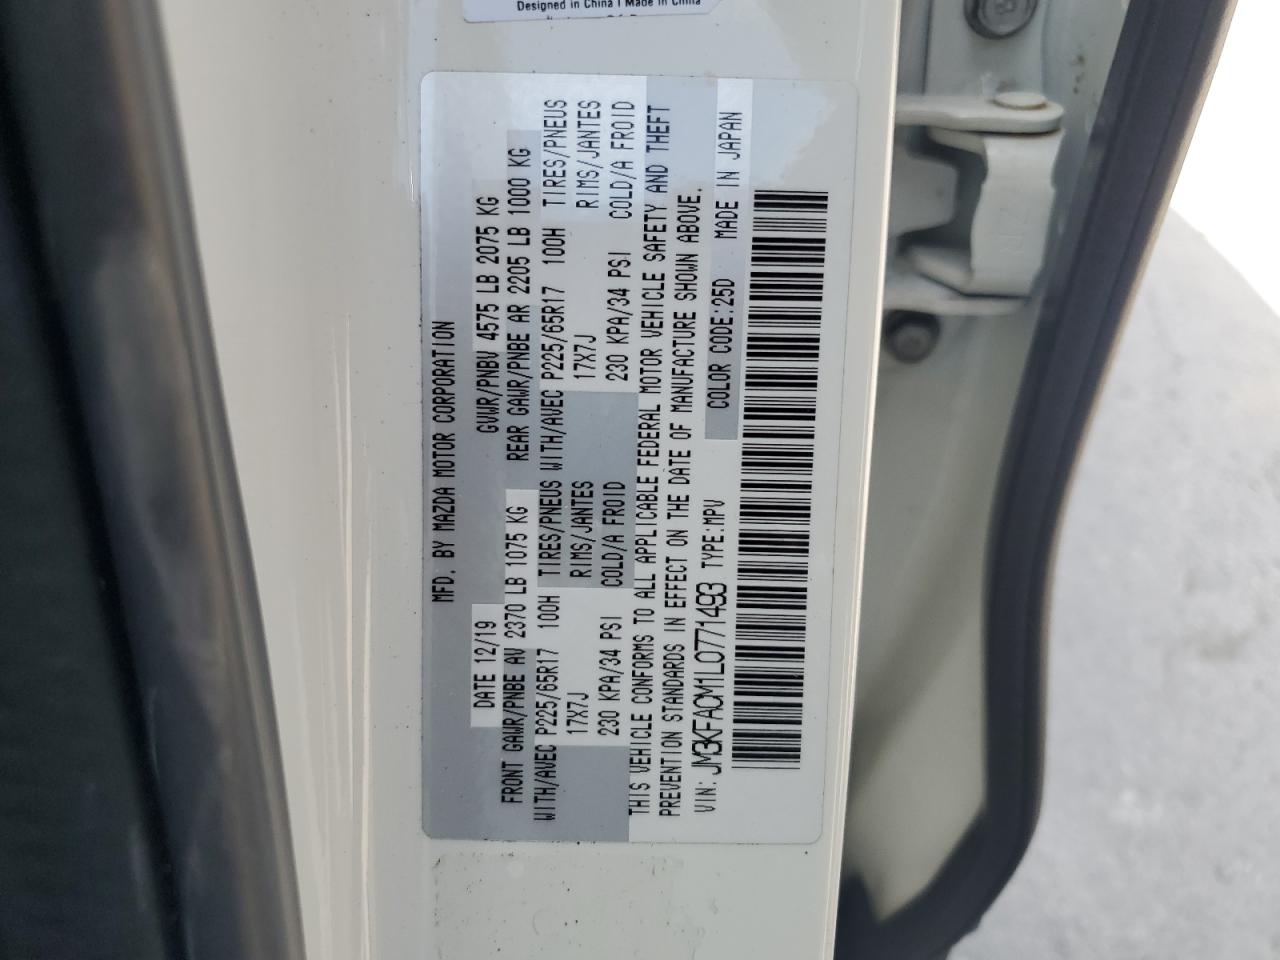 Designed in China | Made in China
MFD. BY MAZDA MOTOR CORPORATION
DATE 12/19 GVWR/PNBV 4575 LB 2075 KG
FRONT GAWR/PNBE AV 2370 LB 1075 KG REAR GAWR/PNBE AR 2205 LB 1000 KG
WITH/AVEC P225/65R17 100H TIRES/PNEUS WITH/AVEC P225/65R17 100H TIRES/PNEUS
17X7J RIMS/JANTES 17X7J RIMS/JANTES
230 KPA/34 PSI COLD/A FROID 230 KPA/34 PSI COLD/A FROID
THIS VEHICLE CONFORMS TO ALL APPLICABLE FEDERAL MOTOR VEHICLE SAFETY AND THEFT
PREVENTION STANDARDS IN EFFECT ON THE DATE OF MANUFACTURE SHOWN ABOVE.
VIN: JM3KFACM1L0771493 TYPE:MPV COLOR CODE:25D MADE IN JAPAN